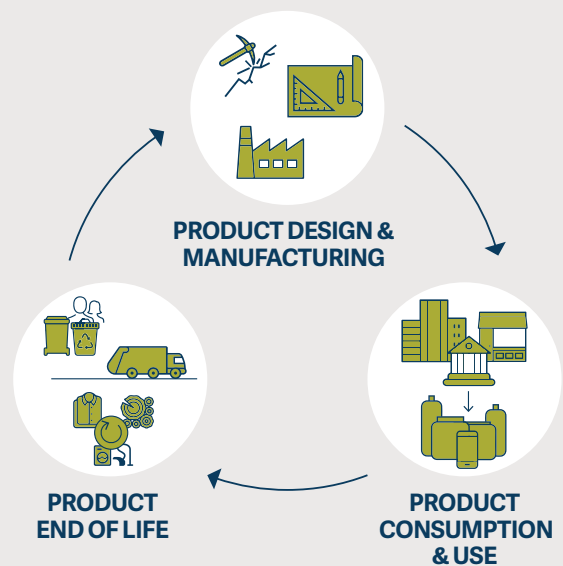 PRODUCT DESIGN &
MANUFACTURING
PRODUCT
END OF LIFE
PRODUCT
CONSUMPTION
& USE